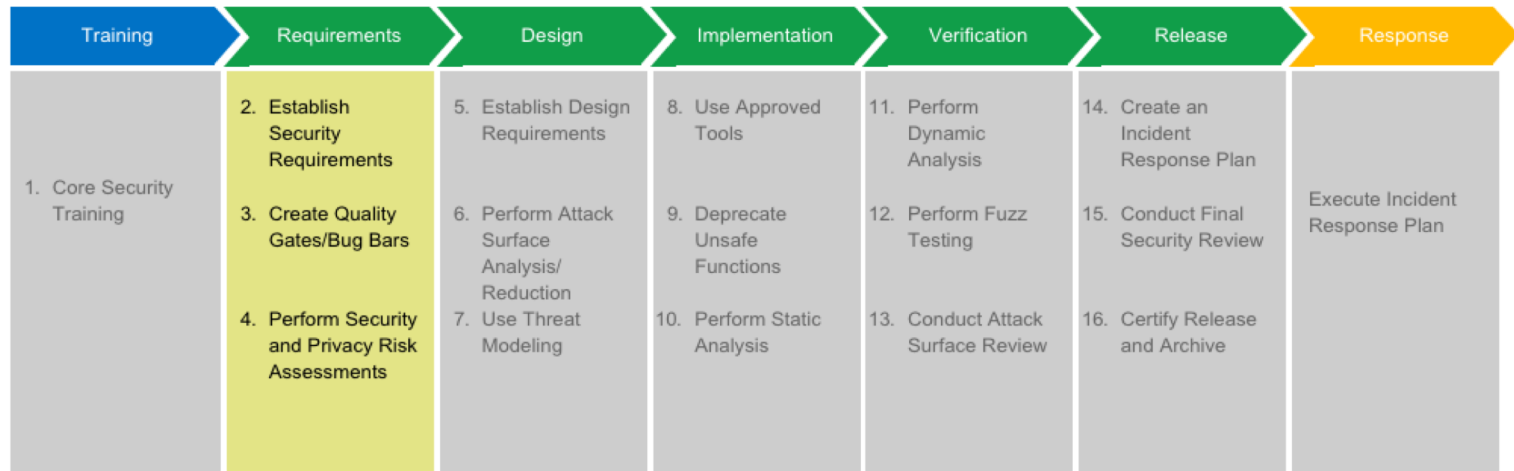 Training
Requirements
Design
Implementation
Verification
Release
Response
1. Core Security
Training
2. Establish
Security
Requirements
3. Create Quality
Gates/Bug Bars
4. Perform Security
and Privacy Risk
Assessments
5. Establish Design
Requirements
6. Perform Attack
Surface
Analysis/
Reduction
7. Use Threat
Modeling
8. Use Approved
Tools
9. Deprecate
Unsafe
Functions
10. Perform Static
Analysis
11. Perform
Dynamic
Analysis
12. Perform Fuzz
Testing
13. Conduct Attack
Surface Review
14. Create an
Incident
Response Plan
15. Conduct Final
Security Review
16. Certify Release
and Archive
Execute Incident
Response Plan